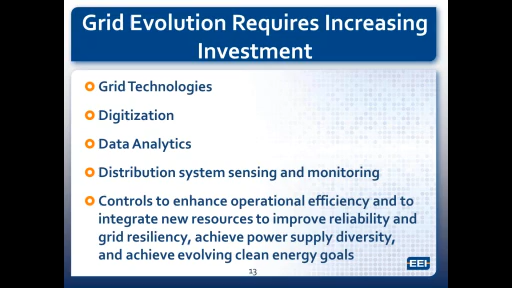 Grid Evolution Requires Increasing
Investment
Grid Technologies
Digitization
Data Analytics
Distribution system sensing and monitoring
Controls to enhance operational efficiency and to
integrate new resources to improve reliability and
grid resiliency, achieve power supply diversity,
and achieve evolving clean energy goals
13
EEI